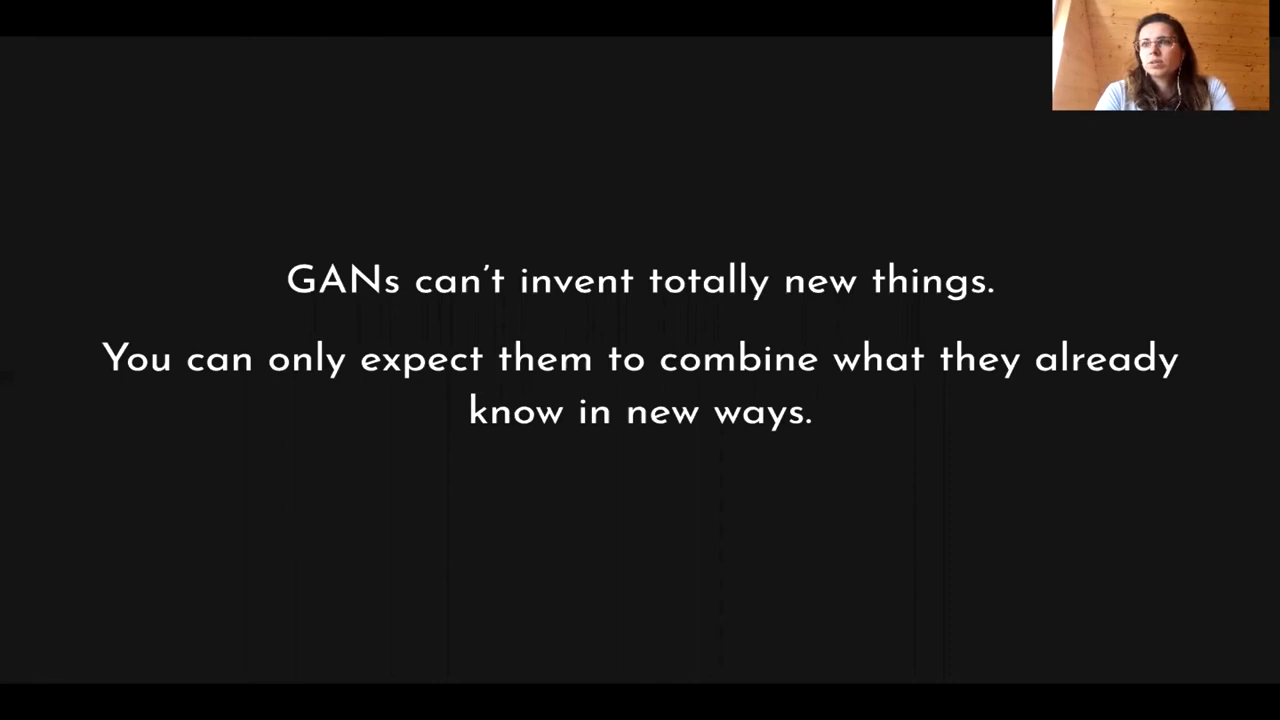 GANs can’t invent totally new things.
You can only expect them to combine what they already
know in new ways.